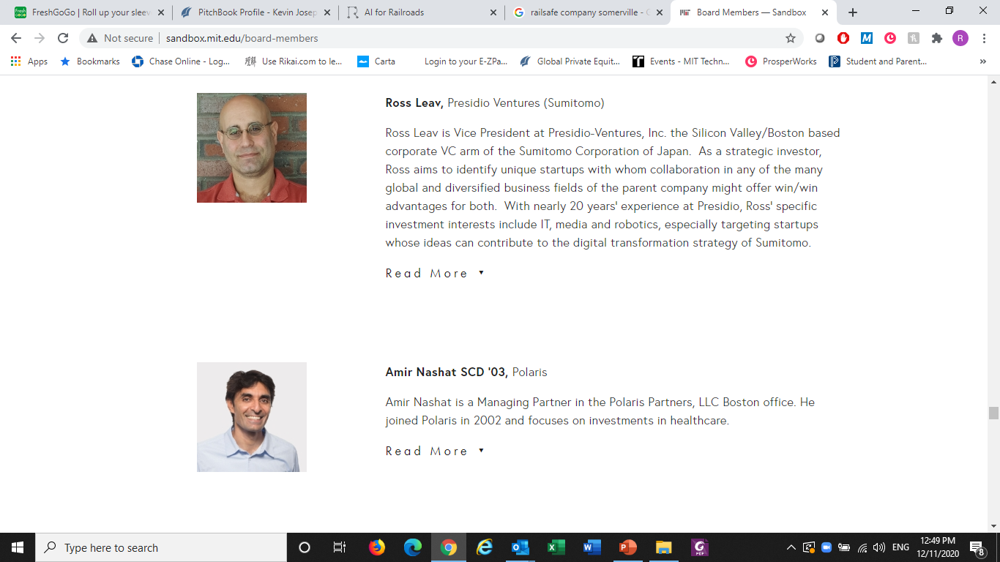 FreshGoGo | Roll up your sleev
PitchBook Profile - Kevin Josep
AI for Railroads
railsafe company somerville - G
Board Members — Sandbox
Not secure
sandbox.mit.edu/board-members
Apps
Bookmarks
Chase Online - Log...
Use Rikai.com to le...
Carta
Login to your E-ZPa...
Global Private Equit...
Events - MIT Techn...
ProsperWorks
Student and Parent...
Ross Leav, Presidio Ventures (Sumitomo)
Ross Leav is Vice President at Presidio-Ventures, Inc. the Silicon Valley/Boston based
corporate VC arm of the Sumitomo Corporation of Japan.  As a strategic investor,
Ross aims to identify unique startups with whom collaboration in any of the many
global and diversified business fields of the parent company might offer win/win
advantages for both.  With nearly 20 years' experience at Presidio, Ross' specific
investment interests include IT, media and robotics, especially targeting startups
whose ideas can contribute to the digital transformation strategy of Sumitomo.
Read More
Amir Nashat SCD '03, Polaris
Amir Nashat is a Managing Partner in the Polaris Partners, LLC Boston office. He
joined Polaris in 2002 and focuses on investments in healthcare.
Read More
Type here to search
ENG
12:49 PM
12/11/2020
8